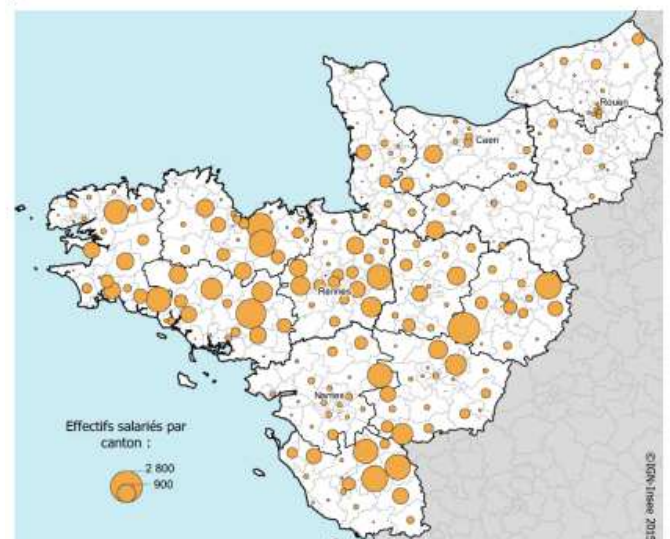 Rouen
Caen
Rennes
Nantes
Effectifs salariés par
canton :
2 800
900
©IGN-Insee 2015